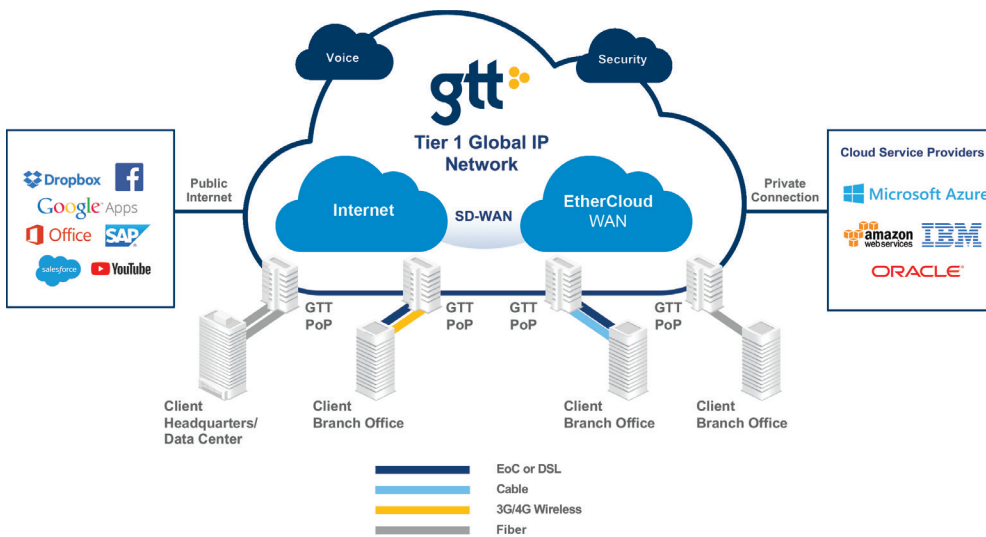 Voice
Security
gtt
Tier 1 Global IP
Network
Dropbox
f
Google Apps
Office
SAP
salesforce
YouTube
Public
Internet
Internet
SD-WAN
EtherCloud
WAN
Private
Connection
Cloud Service Providers
Microsoft Azure
amazon
webservices
IBM
ORACLE
GTT
PoP
GTT
PoP
GTT
PoP
GTT
PoP
Client
Headquarters/
Data Center
Client
Branch Office
Client
Branch Office
Client
Branch Office
EoC or DSL
Cable
3G/4G Wireless
Fiber